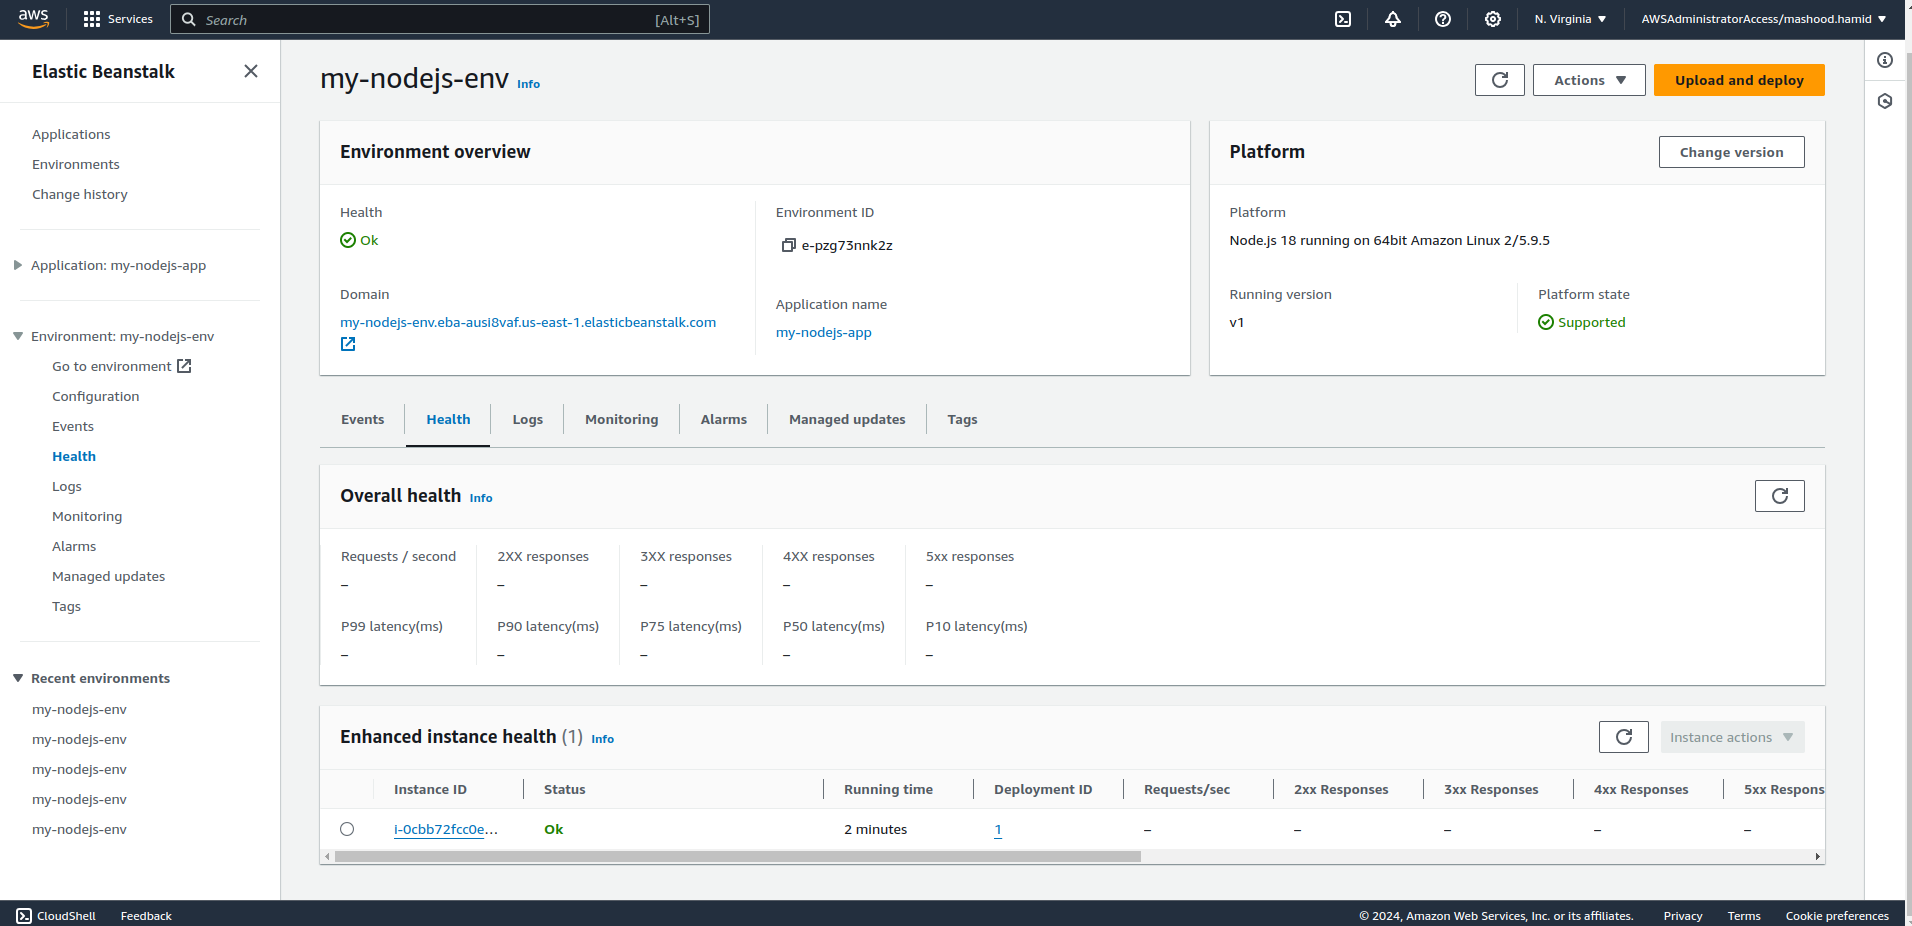 aws
Services
Search
[Alt+S]
N. Virginia
AWSAdministratorAccess/mashood.hamid
Elastic Beanstalk
Applications
Environments
Change history
Application: my-nodejs-app
Environment: my-nodejs-env
Go to environment
Configuration
Events
Health
Logs
Monitoring
Alarms
Managed updates
Tags
Recent environments
my-nodejs-env
my-nodejs-env
my-nodejs-env
my-nodejs-env
my-nodejs-env
my-nodejs-env Info
Actions
Upload and deploy
Environment overview
Health
Ok
Domain
my-nodejs-env.eba-ausi8vaf.us-east-1.elasticbeanstalk.com
Environment ID
e-pzg73nnk2z
Application name
my-nodejs-app
Platform
Change version
Platform
Node.js 18 running on 64bit Amazon Linux 2/5.9.5
Running version
v1
Platform state
Supported
Events
Health
Logs
Monitoring
Alarms
Managed updates
Tags
Overall health Info
Requests / second
–
2XX responses
–
3XX responses
–
4XX responses
–
5xx responses
–
P99 latency(ms)
–
P90 latency(ms)
–
P75 latency(ms)
–
P50 latency(ms)
–
P10 latency(ms)
–
Enhanced instance health (1) Info
Instance actions
Instance ID Status Running time Deployment ID Requests/sec 2xx Responses 3xx Responses 4xx Responses 5xx Respons
i-0cbb72fcc0e... Ok 2 minutes 1 – – – – –
CloudShell
Feedback
© 2024, Amazon Web Services, Inc. or its affiliates.
Privacy
Terms
Cookie preferences